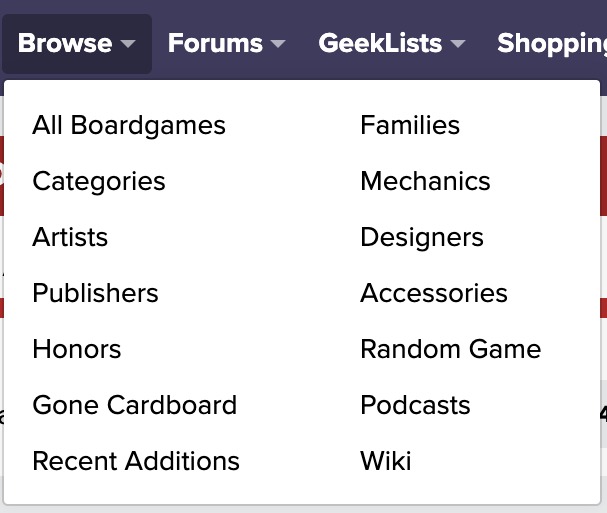 Browse Forums GeekLists
All Boardgames Families
Categories Mechanics
Artists Designers
Publishers Accessories
Honors Random Game
Gone Cardboard Podcasts
Recent Additions Wiki